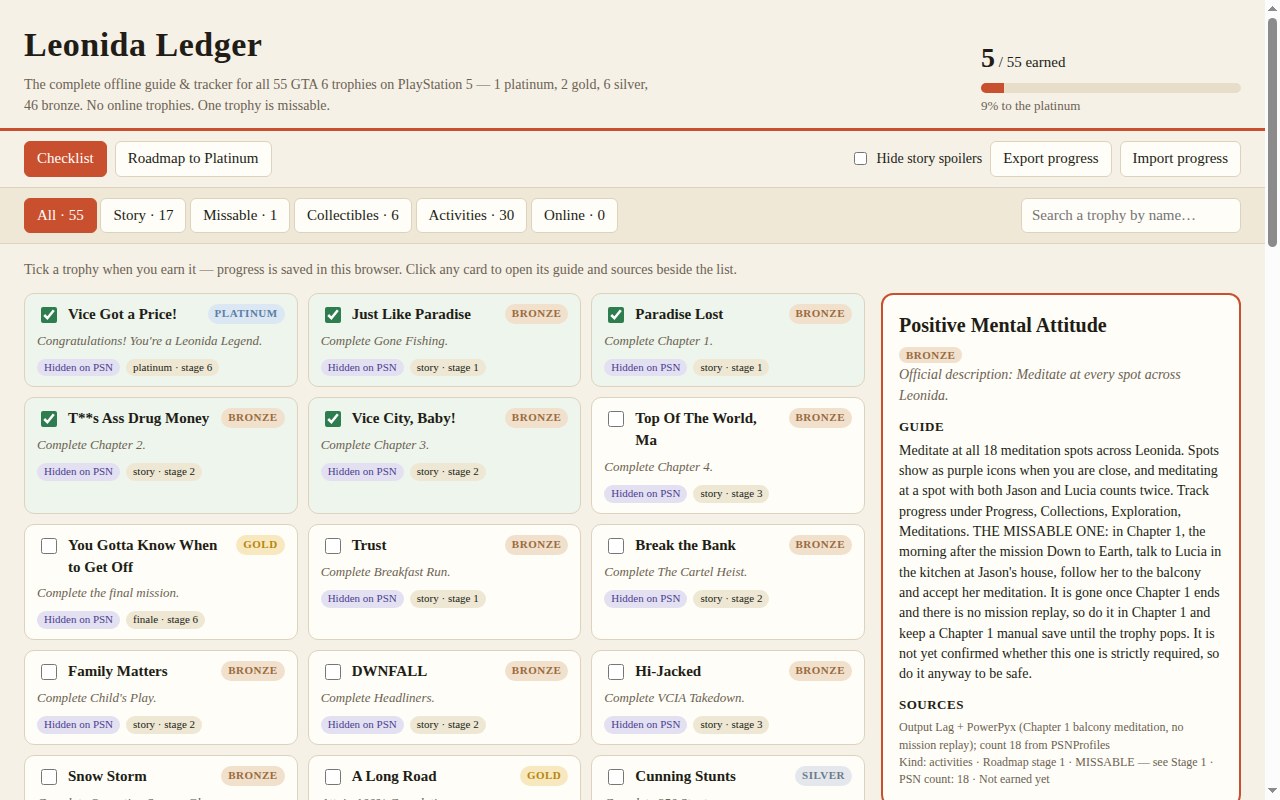 Leonida Ledger
The complete offline guide & tracker for all 55 GTA 6 trophies on PlayStation 5 — 1 platinum, 2 gold, 6 silver,
46 bronze. No online trophies. One trophy is missable.
5 / 55 earned
9% to the platinum
Checklist
Roadmap to Platinum
Hide story spoilers
Export progress
Import progress
All · 55
Story · 17
Missable · 1
Collectibles · 6
Activities · 30
Online · 0
Search a trophy by name…
Tick a trophy when you earn it — progress is saved in this browser. Click any card to open its guide and sources beside the list.
Vice Got a Price!
PLATINUM
Congratulations! You're a Leonida Legend.
Hidden on PSN
platinum · stage 6
Just Like Paradise
BRONZE
Complete Gone Fishing.
Hidden on PSN
story · stage 1
Paradise Lost
BRONZE
Complete Chapter 1.
Hidden on PSN
story · stage 1
T**s Ass Drug Money
BRONZE
Complete Chapter 2.
Hidden on PSN
story · stage 2
Vice City, Baby!
BRONZE
Complete Chapter 3.
Hidden on PSN
story · stage 2
Top Of The World,
Ma
BRONZE
Complete Chapter 4.
Hidden on PSN
story · stage 3
You Gotta Know When
to Get Off
GOLD
Complete the final mission.
Hidden on PSN
finale · stage 6
Trust
BRONZE
Complete Breakfast Run.
Hidden on PSN
story · stage 1
Break the Bank
BRONZE
Complete The Cartel Heist.
Hidden on PSN
story · stage 2
Family Matters
BRONZE
Complete Child's Play.
Hidden on PSN
story · stage 2
DWNFALL
BRONZE
Complete Headliners.
Hidden on PSN
story · stage 2
Hi-Jacked
BRONZE
Complete VCIA Takedown.
Hidden on PSN
story · stage 3
Snow Storm
BRONZE
A Long Road
GOLD
Cunning Stunts
SILVER
Positive Mental Attitude
BRONZE
Official description: Meditate at every spot across
Leonida.
GUIDE
Meditate at all 18 meditation spots across Leonida. Spots
show as purple icons when you are close, and meditating
at a spot with both Jason and Lucia counts twice. Track
progress under Progress, Collections, Exploration,
Meditations. THE MISSABLE ONE: in Chapter 1, the
morning after the mission Down to Earth, talk to Lucia in
the kitchen at Jason's house, follow her to the balcony
and accept her meditation. It is gone once Chapter 1 ends
and there is no mission replay, so do it in Chapter 1 and
keep a Chapter 1 manual save until the trophy pops. It is
not yet confirmed whether this one is strictly required, so
do it anyway to be safe.
SOURCES
Output Lag + PowerPyx (Chapter 1 balcony meditation, no
mission replay); count 18 from PSNProfiles
Kind: activities · Roadmap stage 1 · MISSABLE — see Stage 1 ·
PSN count: 18 · Not earned yet